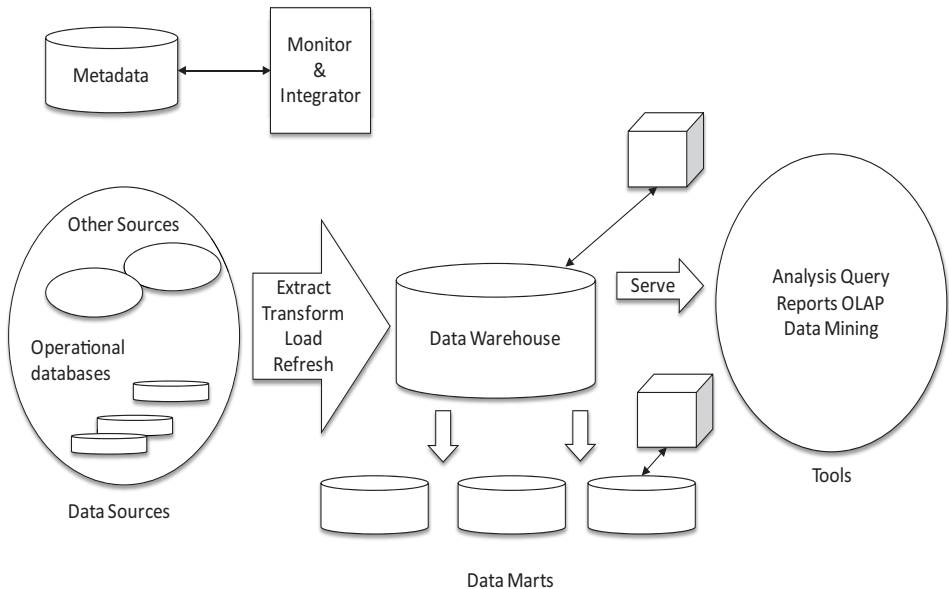 Metadata
Monitor
&
Integrator
Other Sources
Operational
databases
Data Sources
Extract
Transform
Load
Refresh
Data Warehouse
Serve
Analysis Query
Reports OLAP
Data Mining
Tools
Data Marts